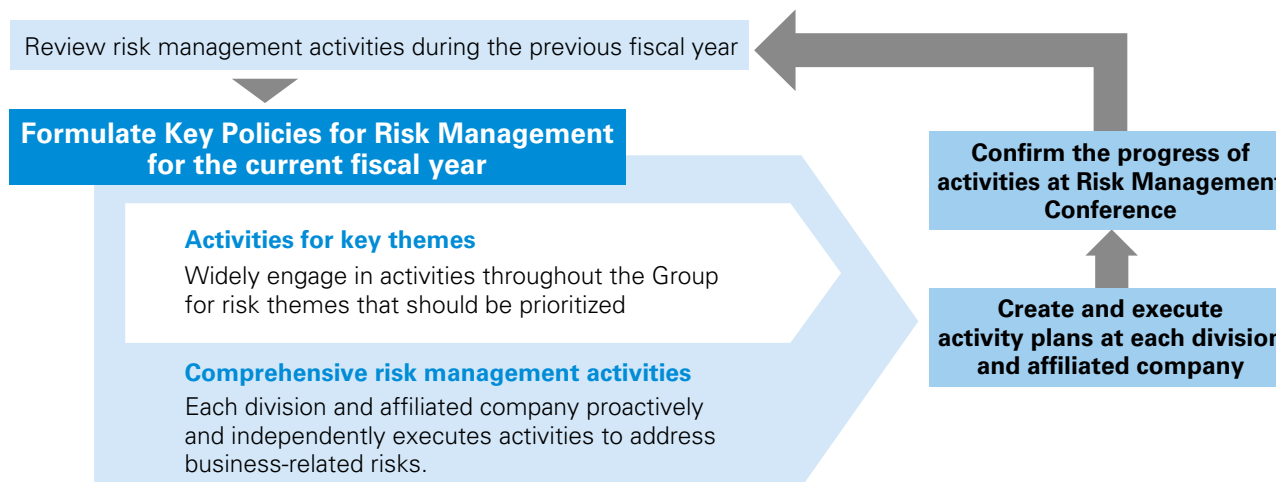 Review risk management activities during the previous fiscal year
Formulate Key Policies for Risk Management
for the current fiscal year
Activities for key themes
Widely engage in activities throughout the Group
for risk themes that should be prioritized
Comprehensive risk management activities
Each division and affiliated company proactively
and independently executes activities to address
business-related risks.
Confirm the progress of
activities at Risk Management
Conference
Create and execute
activity plans at each division
and affiliated company